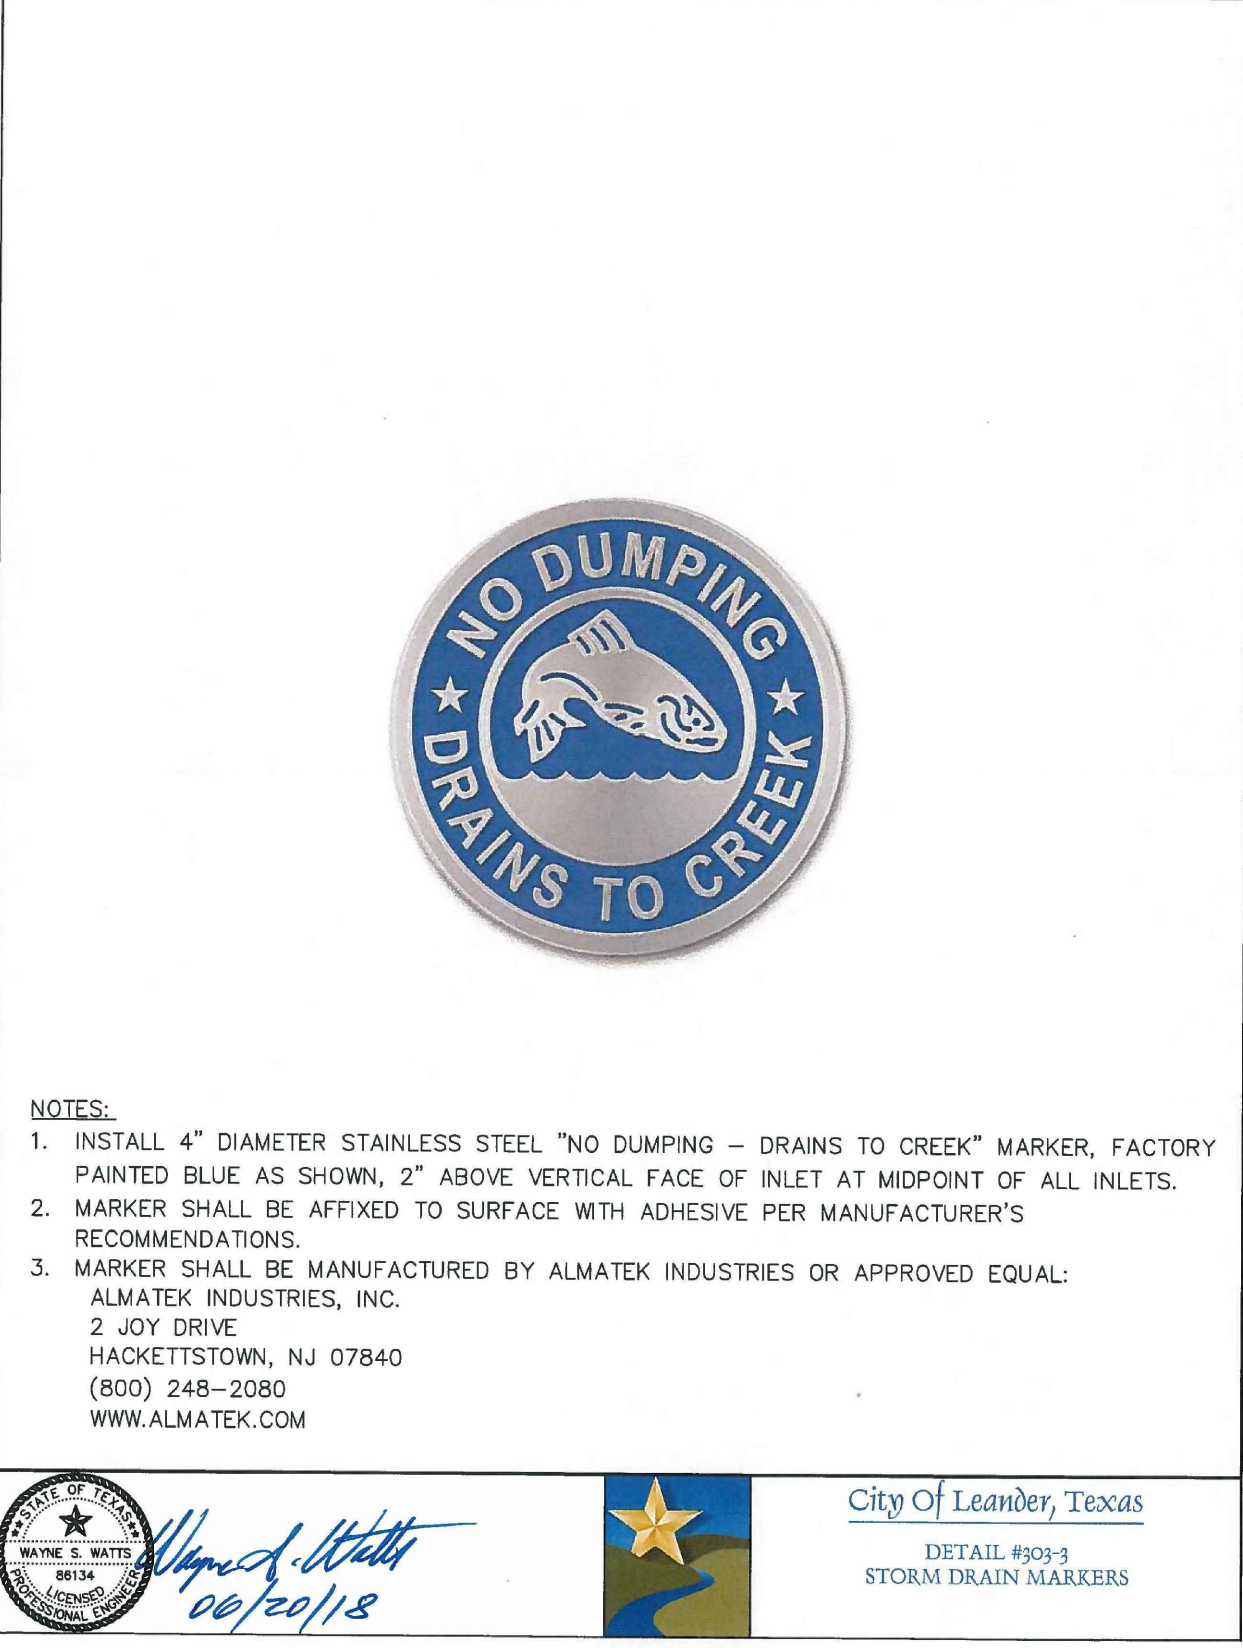 NO DUMPING
DRAINS TO CREEK
NOTES:
1. INSTALL 4" DIAMETER STAINLESS STEEL "NO DUMPING – DRAINS TO CREEK" MARKER, FACTORY
PAINTED BLUE AS SHOWN, 2" ABOVE VERTICAL FACE OF INLET AT MIDPOINT OF ALL INLETS.
2. MARKER SHALL BE AFFIXED TO SURFACE WITH ADHESIVE PER MANUFACTURER'S
RECOMMENDATIONS.
3. MARKER SHALL BE MANUFACTURED BY ALMATEK INDUSTRIES OR APPROVED EQUAL:
ALMATEK INDUSTRIES, INC.
2 JOY DRIVE
HACKETTSTOWN, NJ 07840
(800) 248–2080
WWW.ALMATEK.COM
STATE OF TEXAS
WAYNE S. WATTS
86134
LICENSED
PROFESSIONAL ENGINEER
Wayne S. Watts
06/20/18
City Of Leander, Texas
DETAIL #303-3
STORM DRAIN MARKERS